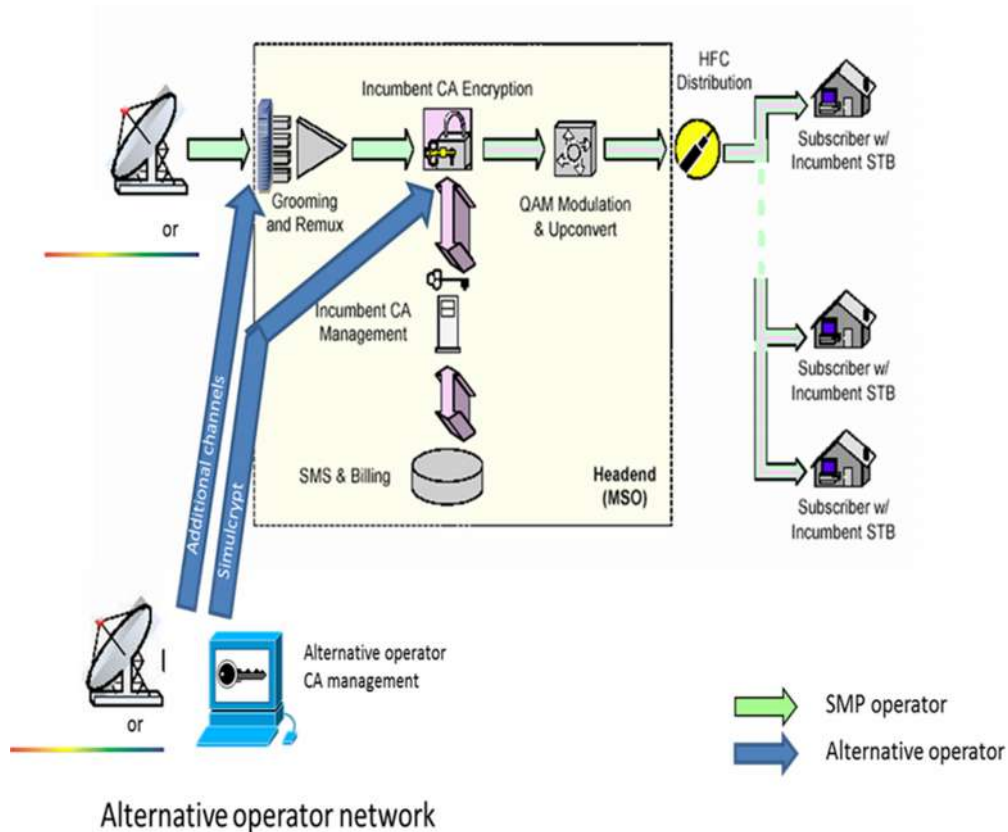 HFC
Distribution
Incumbent CA Encryption
Subscriber w/
Incumbent STB
or
Grooming
and Remux
QAM Modulation
& Upconvert
Incumbent CA
Management
Subscriber w/
Incumbent STB
Additional channels
Simulcrypt
SMS & Billing
Headend
(MSO)
Subscriber w/
Incumbent STB
Alternative operator
CA management
or
SMP operator
Alternative operator
Alternative operator network